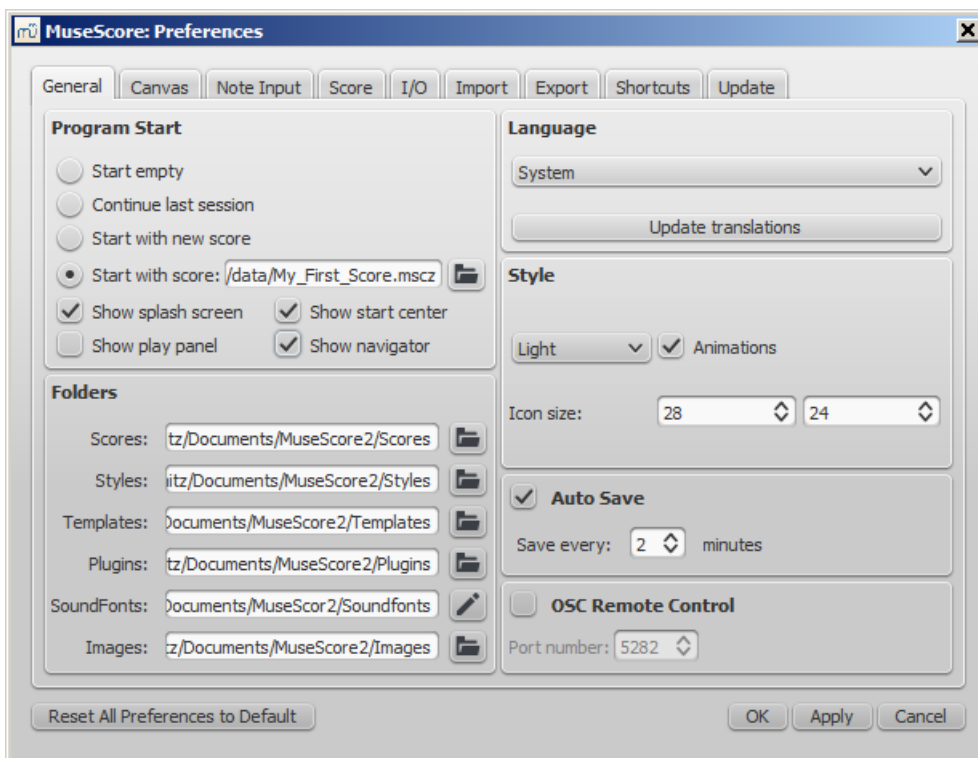 MuseScore: Preferences
General Canvas Note Input Score I/O Import Export Shortcuts Update
Program Start
Start empty
Continue last session
Start with new score
Start with score: /data/My_First_Score.mscz
Show splash screen Show start center
Show play panel Show navigator
Folders
Scores: tz/Documents/MuseScore2/Scores
Styles: itz/Documents/MuseScore2/Styles
Templates: Documents/MuseScore2/Templates
Plugins: tz/Documents/MuseScore2/Plugins
SoundFonts: Documents/MuseScor2/Soundfonts
Images: tz/Documents/MuseScore2/Images
Language
System
Update translations
Style
Light Animations
Icon size: 28 24
Auto Save
Save every: 2 minutes
OSC Remote Control
Port number: 5282
Reset All Preferences to Default OK Apply Cancel